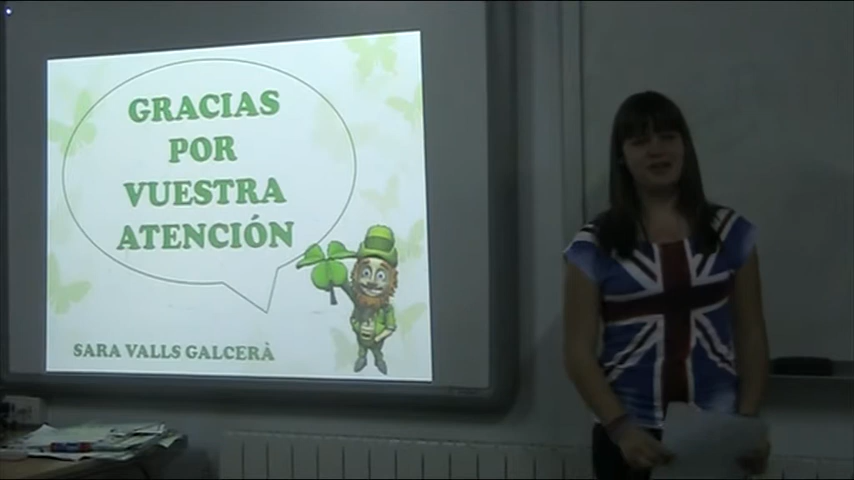 GRACIAS
POR
VUESTRA
ATENCIÓN
SARA VALLS GALCERÀ